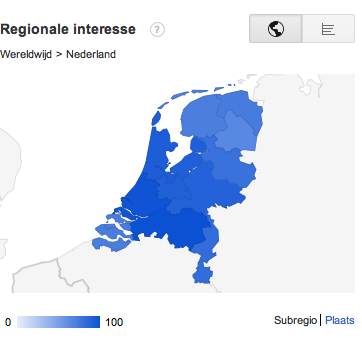 Regionale interesse ?
Wereldwijd > Nederland
0 100 Subregio | Plaats